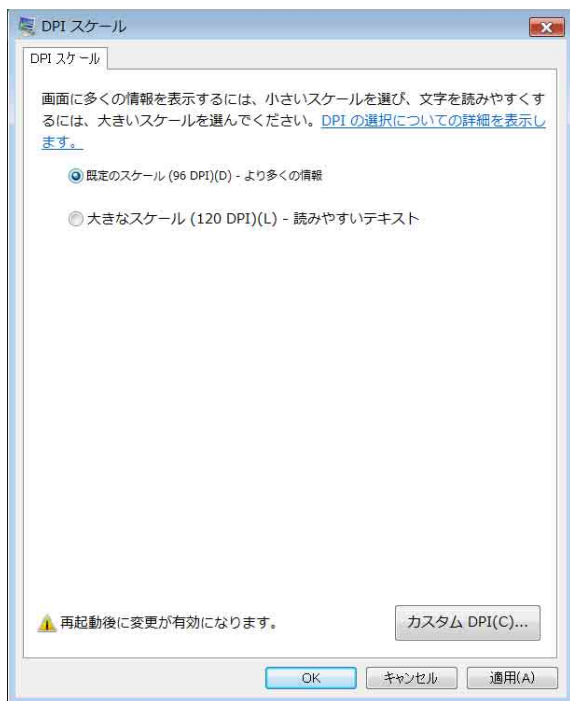 DPI スケール
DPI スケール
画面に多くの情報を表示するには、小さいスケールを選び、文字を読みやすくす
るには、大きいスケールを選んでください。DPI の選択についての詳細を表示し
ます。
既定のスケール (96 DPI)(D) - より多くの情報
大きなスケール (120 DPI)(L) - 読みやすいテキスト
再起動後に変更が有効になります。
カスタム DPI(C)...
OK キャンセル 適用(A)